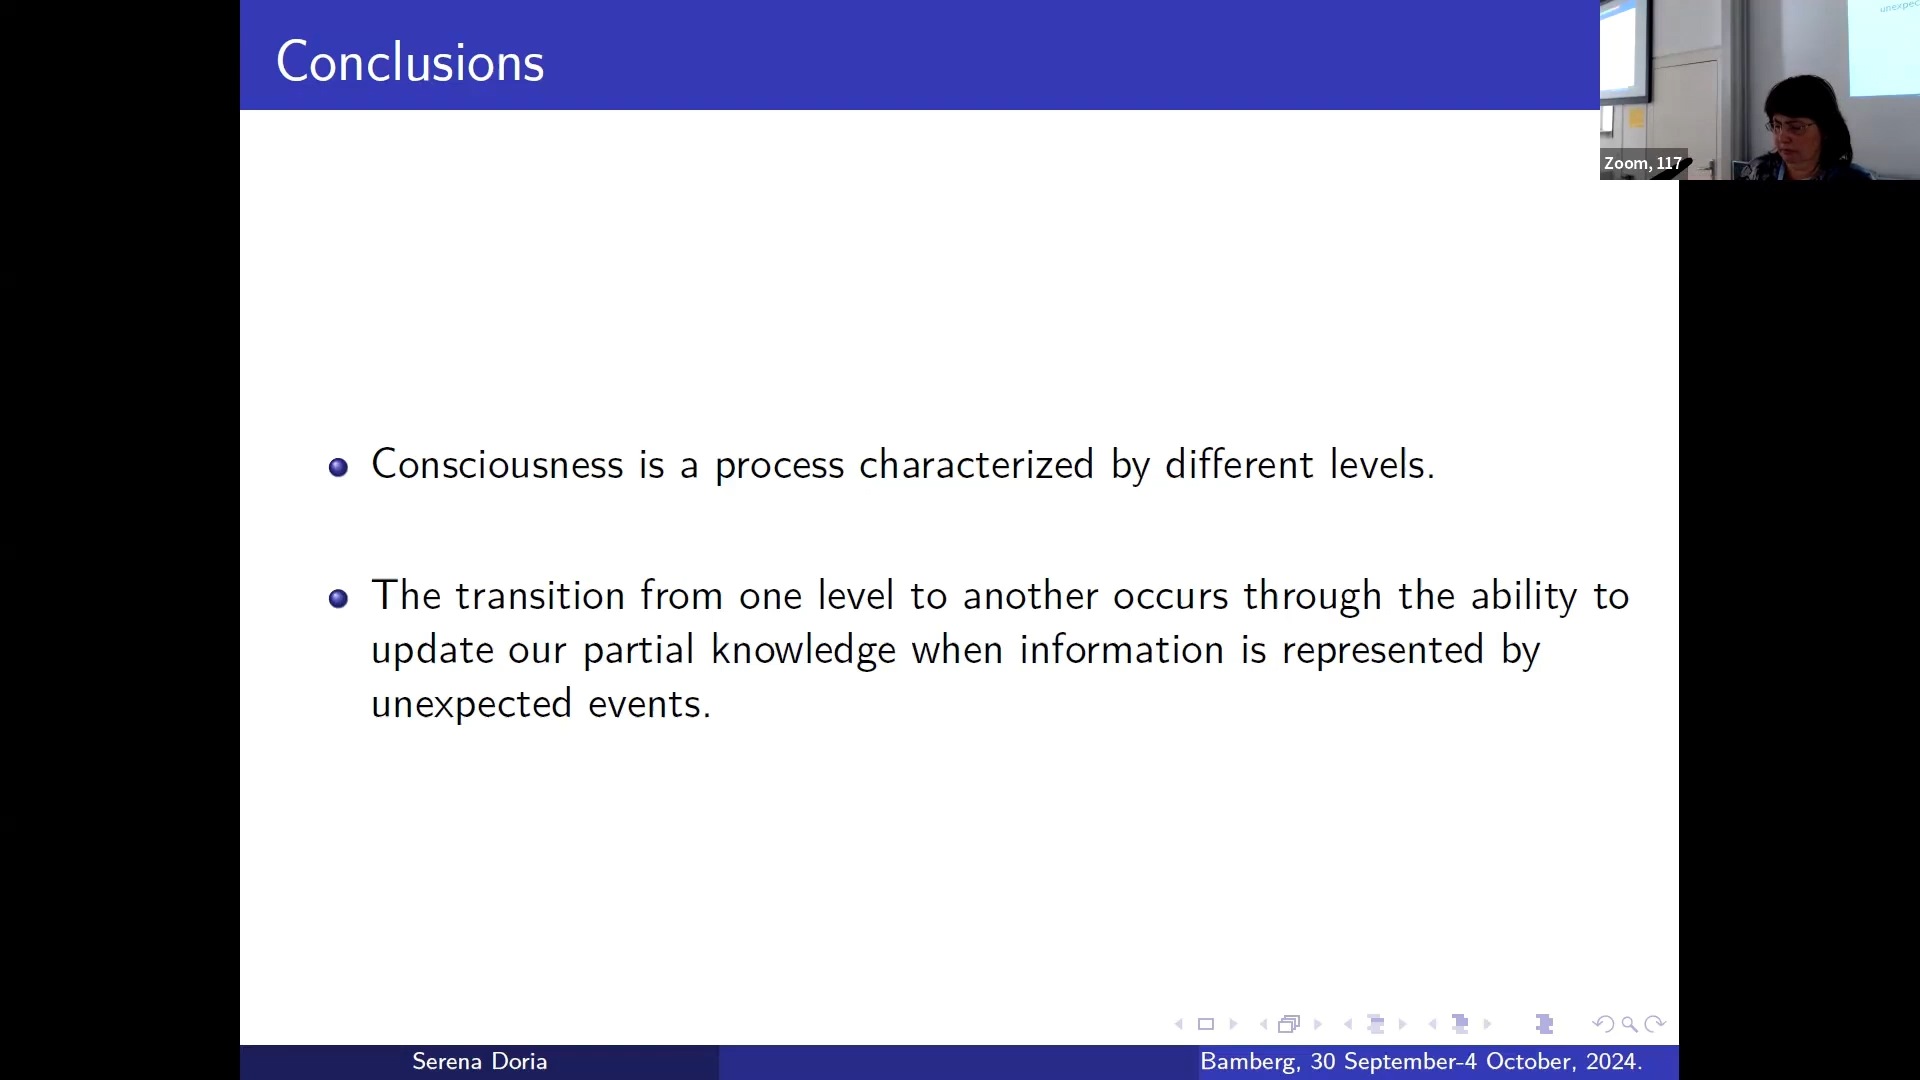 Conclusions
unexpec
Zoom, 117
Consciousness is a process characterized by different levels.
The transition from one level to another occurs through the ability to
update our partial knowledge when information is represented by
unexpected events.
Serena Doria
Bamberg, 30 September-4 October, 2024.